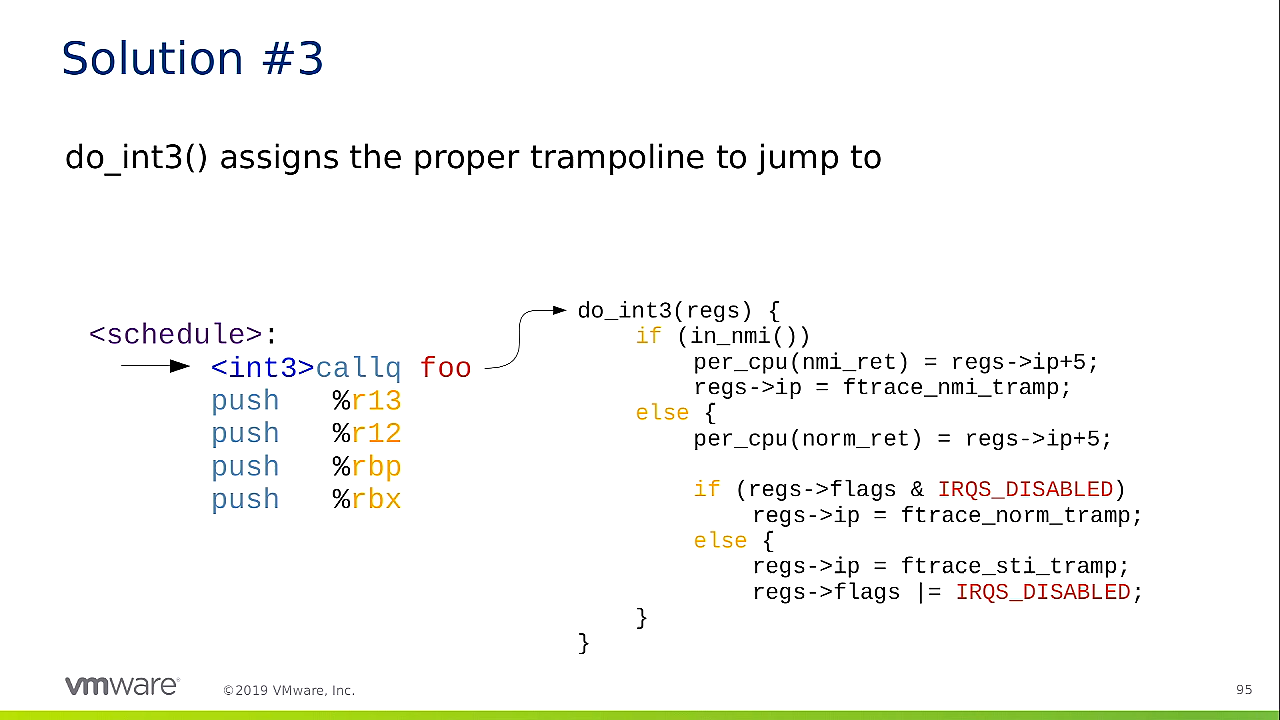 Solution #3
do_int3() assigns the proper trampoline to jump to
<schedule>:
<int3>callq foo
push %r13
push %r12
push %rbp
push %rbx
do_int3(regs) {
if (in_nmi())
per_cpu(nmi_ret) = regs->ip+5;
regs->ip = ftrace_nmi_tramp;
else {
per_cpu(norm_ret) = regs->ip+5;
if (regs->flags & IRQS_DISABLED)
regs->ip = ftrace_norm_tramp;
else {
regs->ip = ftrace_sti_tramp;
regs->flags |= IRQS_DISABLED;
}
}
vmware
©2019 VMware, Inc.
95